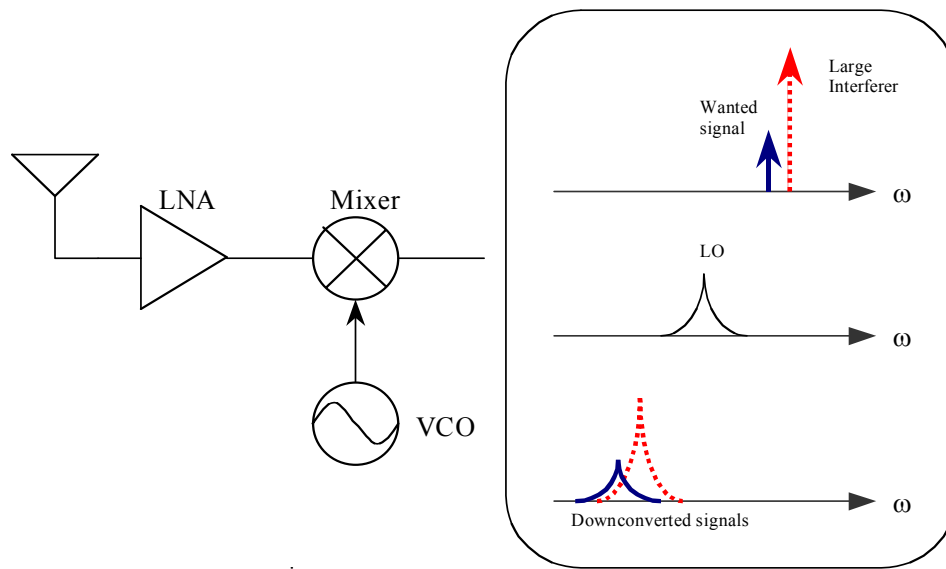 LNA
Mixer
VCO
Large
Interferer
Wanted
signal
ω
LO
ω
ω
Downconverted signals